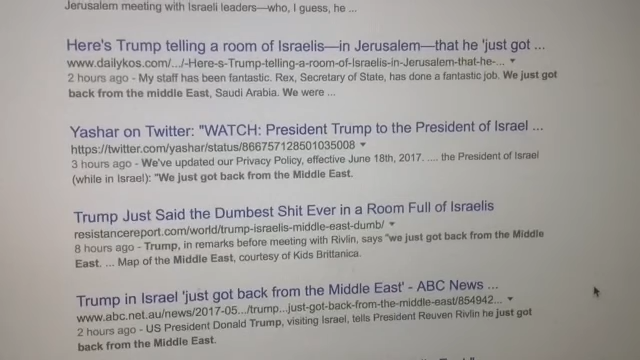 Jerusalem meeting with Israeli leaders—who, I guess, he ...
Here's Trump telling a room of Israelis—in Jerusalem—that he 'just got ...
www.dailykos.com/.../-Here-s-Trump-telling-a-room-of-Israelis-in-Jerusalem-that-he-...
2 hours ago - My staff has been fantastic. Rex, Secretary of State, has done a fantastic job. We just got
back from the middle East, Saudi Arabia. We were ...
Yashar on Twitter: "WATCH: President Trump to the President of Israel ...
https://twitter.com/yashar/status/866757128501035008
3 hours ago - We've updated our Privacy Policy, effective June 18th, 2017. .... the President of Israel
(while in Israel): "We just got back from the Middle East.
Trump Just Said the Dumbest Shit Ever in a Room Full of Israelis
resistancereport.com/world/trump-israelis-middle-east-dumb/
8 hours ago - Trump, in remarks before meeting with Rivlin, says "we just got back from the Middle
East. ... Map of the Middle East, courtesy of Kids Brittanica.
Trump in Israel 'just got back from the Middle East' - ABC News ...
www.abc.net.au/news/2017-05.../trump...just-got-back-from-the-middle-east/854942...
2 hours ago - US President Donald Trump, visiting Israel, tells President Reuven Rivlin he just got
back from the Middle East.